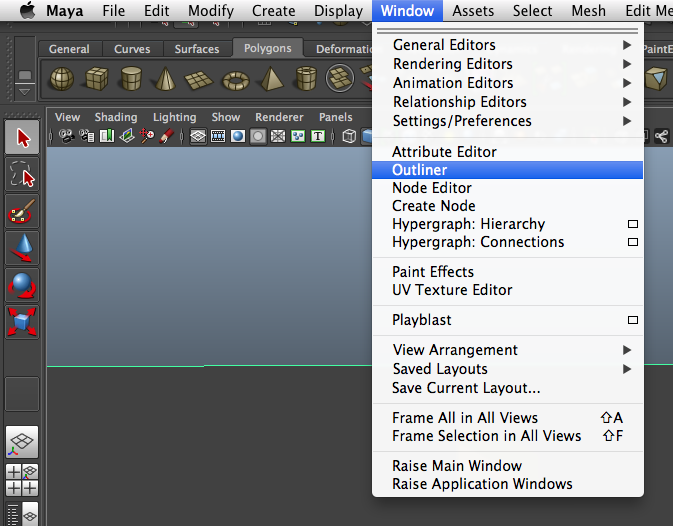 Maya File Edit Modify Create Display Window Assets Select Mesh Edit Me
General Curves Surfaces Polygons Deformation PaintE
View Shading Lighting Show Renderer Panels
General Editors
Rendering Editors
Animation Editors
Relationship Editors
Settings/Preferences
Attribute Editor
Outliner
Node Editor
Create Node
Hypergraph: Hierarchy
Hypergraph: Connections
Paint Effects
UV Texture Editor
Playblast
View Arrangement
Saved Layouts
Save Current Layout...
Frame All in All Views ⇧A
Frame Selection in All Views ⇧F
Raise Main Window
Raise Application Windows